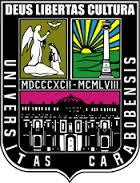 DEUS LIBERTAS CULTURA
MDCCCXCII - MCMLVIII
UNIVERSITAS CARABOBENSIS